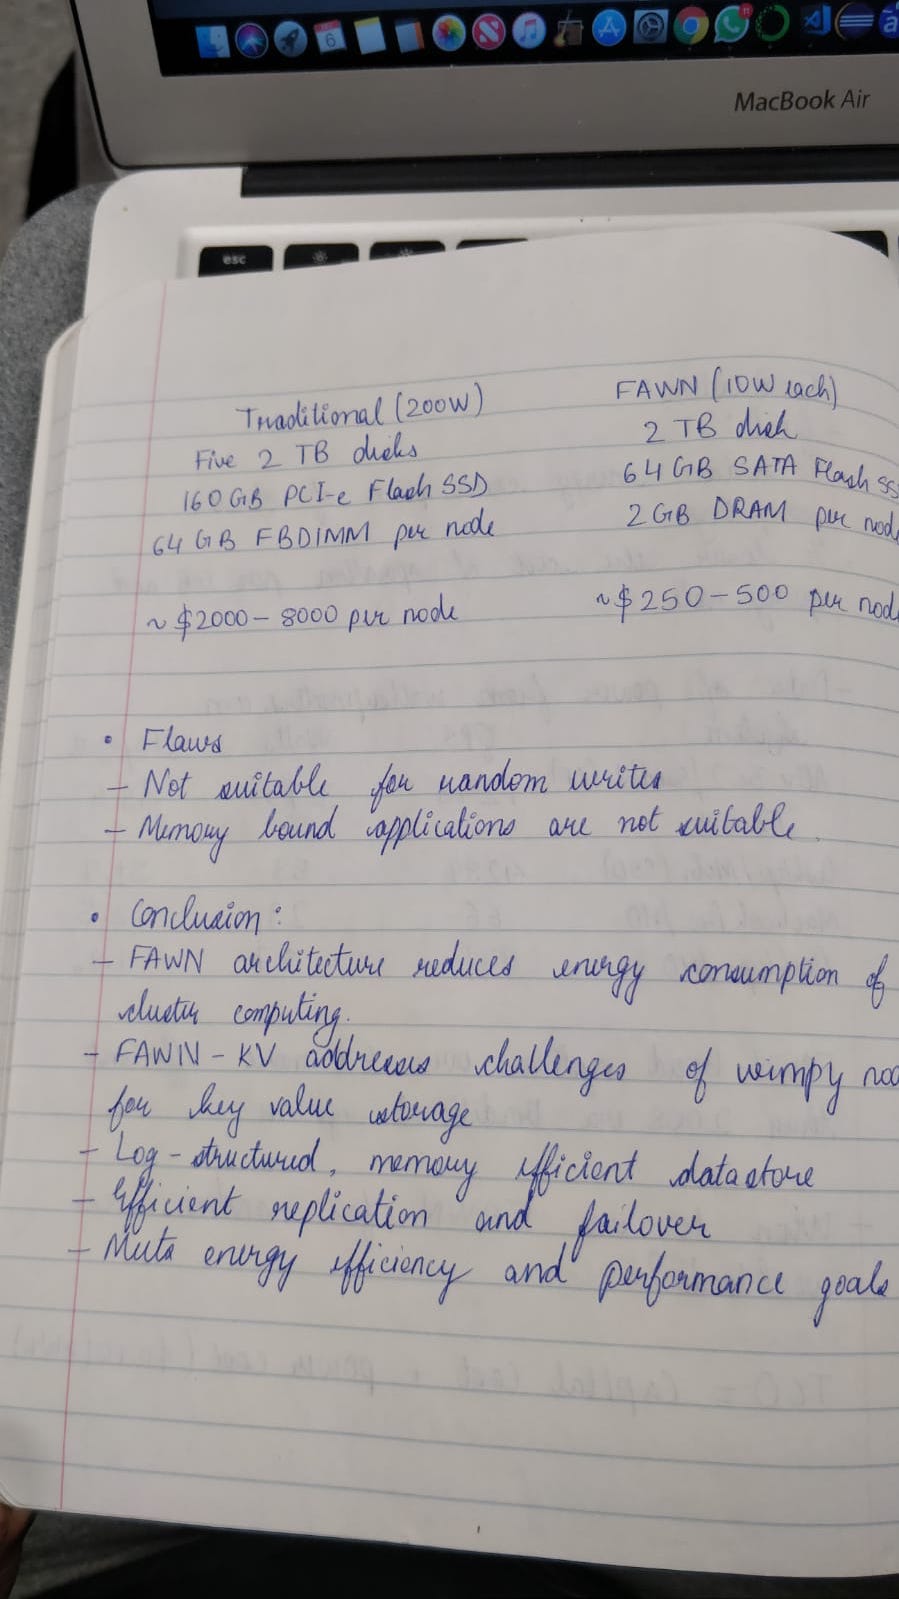 6
MacBook Air
esc
Traditional (200W)
Five 2 TB disks
160 GB PCI-e Flash SSD
64 GB FBDIMM per node
~ $2000 - 8000 per node
FAWN (10W each)
2 TB disk
64 GB SATA Flash SS
2 GB DRAM per nod
~ $250 - 500 per nod
• Flaws
- Not suitable for random writes
- Memory bound applications are not suitable.
• Conclusion:
- FAWN architecture reduces energy consumption of
cluster computing.
- FAWN - KV addresses challenges of wimpy no
for key value storage
- Log - structured, memory efficient datastore
- Efficient replication and failover
- Meets energy efficiency and performance goals